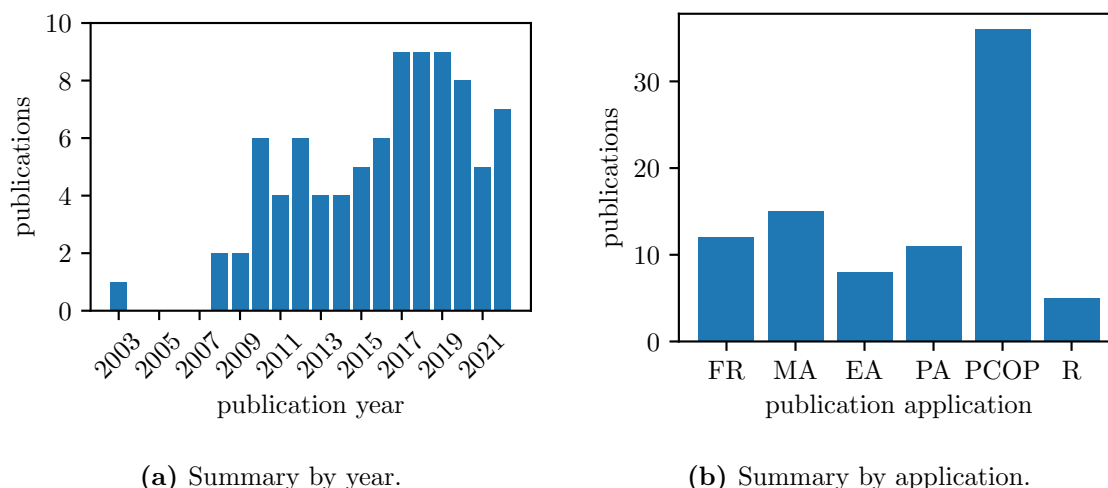 10
8
6
4
2
0
publications
2003 2005 2007 2009 2011 2013 2015 2017 2019 2021
publication year
(a) Summary by year.
30
20
10
0
publications
FR MA EA PA PCOP R
publication application
(b) Summary by application.